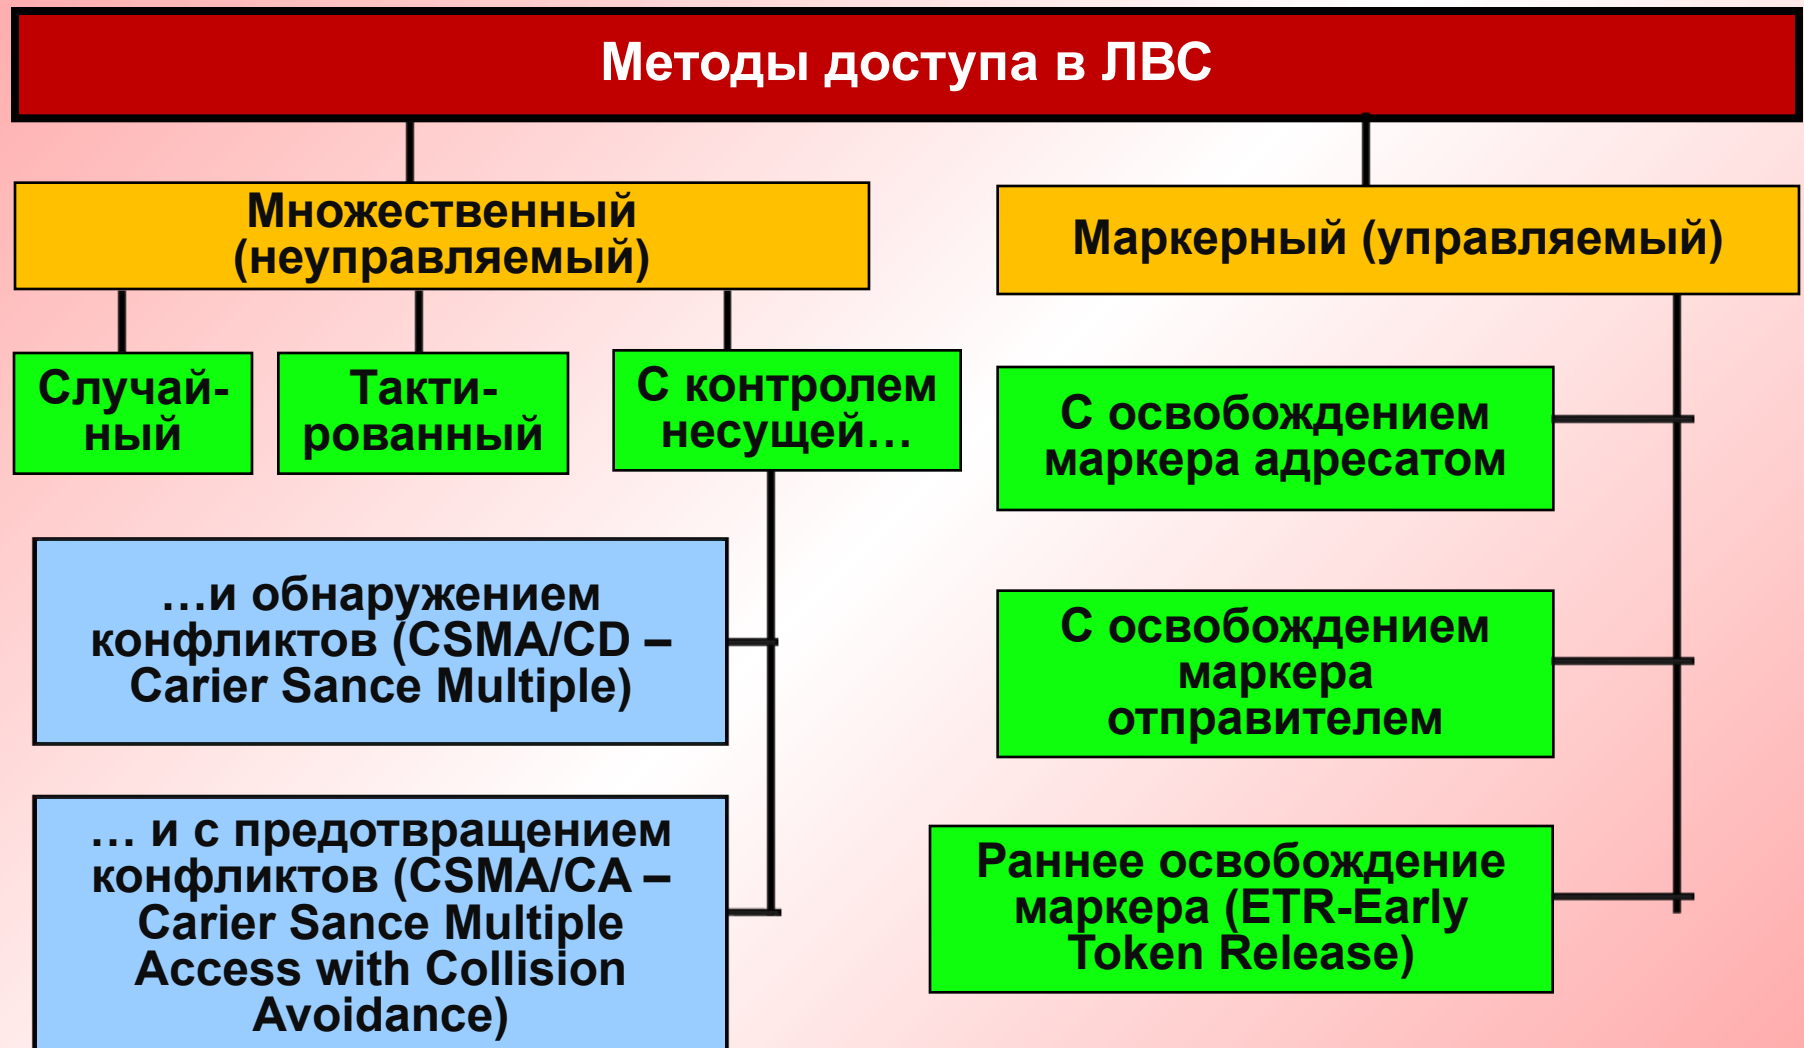 Методы доступа в ЛВС
Множественный
(неуправляемый)
Маркерный (управляемый)
Случай-
ный
Такти-
рованный
С контролем
несущей…
…и обнаружением
конфликтов (CSMA/CD –
Carier Sance Multiple)
… и с предотвращением
конфликтов (CSMA/CA –
Carier Sance Multiple
Access with Collision
Avoidance)
С освобождением
маркера адресатом
С освобождением
маркера
отправителем
Раннее освобождение
маркера (ETR-Early
Token Release)